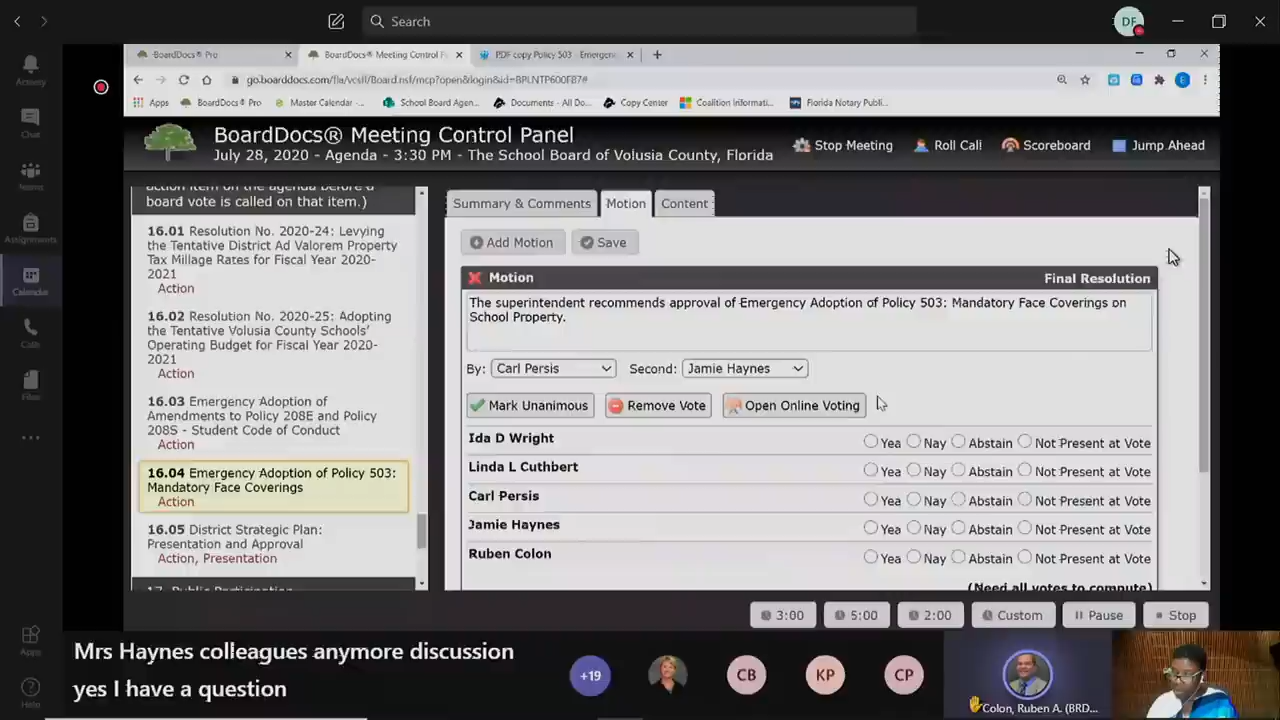 Search
DF
BoardDocs® Pro
BoardDocs® Meeting Control P
PDF copy Policy 503 - Emergen
Apps
BoardDocs® Pro
Master Calendar -...
School Board Agen...
Documents - All Do...
Copy Center
Coalition Informati...
Florida Notary Publi...
BoardDocs® Meeting Control Panel
July 28, 2020 - Agenda - 3:30 PM - The School Board of Volusia County, Florida
Stop Meeting
Roll Call
Scoreboard
Jump Ahead
Activity
Chat
Teams
Assignments
Calendar
Calls
Files
Apps
Help
action item on the agenda before a
board vote is called on that item.)
16.01 Resolution No. 2020-24: Levying
the Tentative District Ad Valorem Property
Tax Millage Rates for Fiscal Year 2020-
2021
Action
16.02 Resolution No. 2020-25: Adopting
the Tentative Volusia County Schools'
Operating Budget for Fiscal Year 2020-
2021
Action
16.03 Emergency Adoption of
Amendments to Policy 208E and Policy
208S - Student Code of Conduct
Action
16.04 Emergency Adoption of Policy 503:
Mandatory Face Coverings
Action
16.05 District Strategic Plan:
Presentation and Approval
Action, Presentation
17. Public Participation
Summary & Comments
Motion
Content
Add Motion
Save
Motion
Final Resolution
The superintendent recommends approval of Emergency Adoption of Policy 503: Mandatory Face Coverings on
School Property.
By: Carl Persis Second: Jamie Haynes
Mark Unanimous
Remove Vote
Open Online Voting
Ida D Wright Yea Nay Abstain Not Present at Vote
Linda L Cuthbert Yea Nay Abstain Not Present at Vote
Carl Persis Yea Nay Abstain Not Present at Vote
Jamie Haynes Yea Nay Abstain Not Present at Vote
Ruben Colon Yea Nay Abstain Not Present at Vote
(Need all votes to compute)
3:00
5:00
2:00
Custom
Pause
Stop
Mrs Haynes colleagues anymore discussion
yes I have a question
+19
CB
KP
CP
Colon, Ruben A. (BRD...